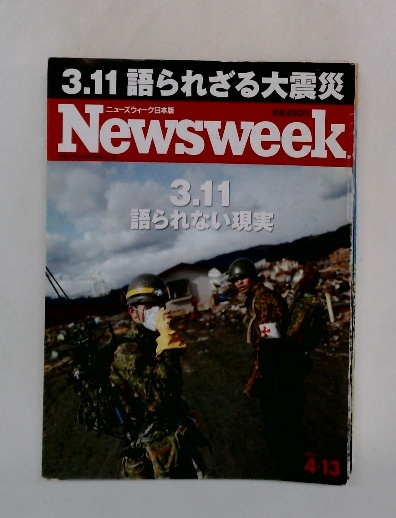 3.11 語られざる大震災
ニューズウィーク日本版
Newsweek
3.11
語られない現実
4・13